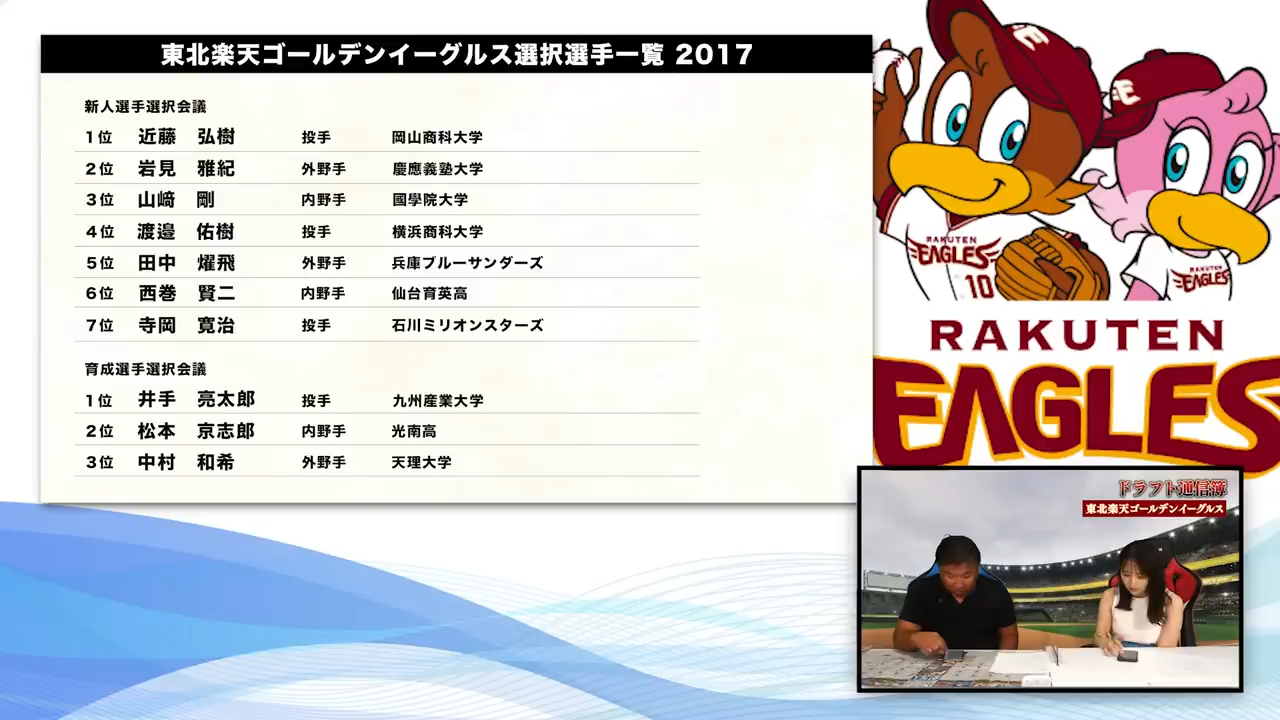 東北楽天ゴールデンイーグルス選択選手一覧 2017
新人選手選択会議
1位 近藤 弘樹 投手 岡山商科大学
2位 岩見 雅紀 外野手 慶應義塾大学
3位 山﨑 剛 内野手 國學院大学
4位 渡邉 佑樹 投手 横浜商科大学
5位 田中 燿飛 外野手 兵庫ブルーサンダーズ
6位 西巻 賢二 内野手 仙台育英高
7位 寺岡 寛治 投手 石川ミリオンスターズ
育成選手選択会議
1位 井手 亮太郎 投手 九州産業大学
2位 松本 京志郎 内野手 光南高
3位 中村 和希 外野手 天理大学
E
E
RAKUTEN
EAGLES
10
RAKUTEN
EAGLES
RAKUTEN
EAGLES
ドラフト通信簿
東北楽天ゴールデンイーグルス